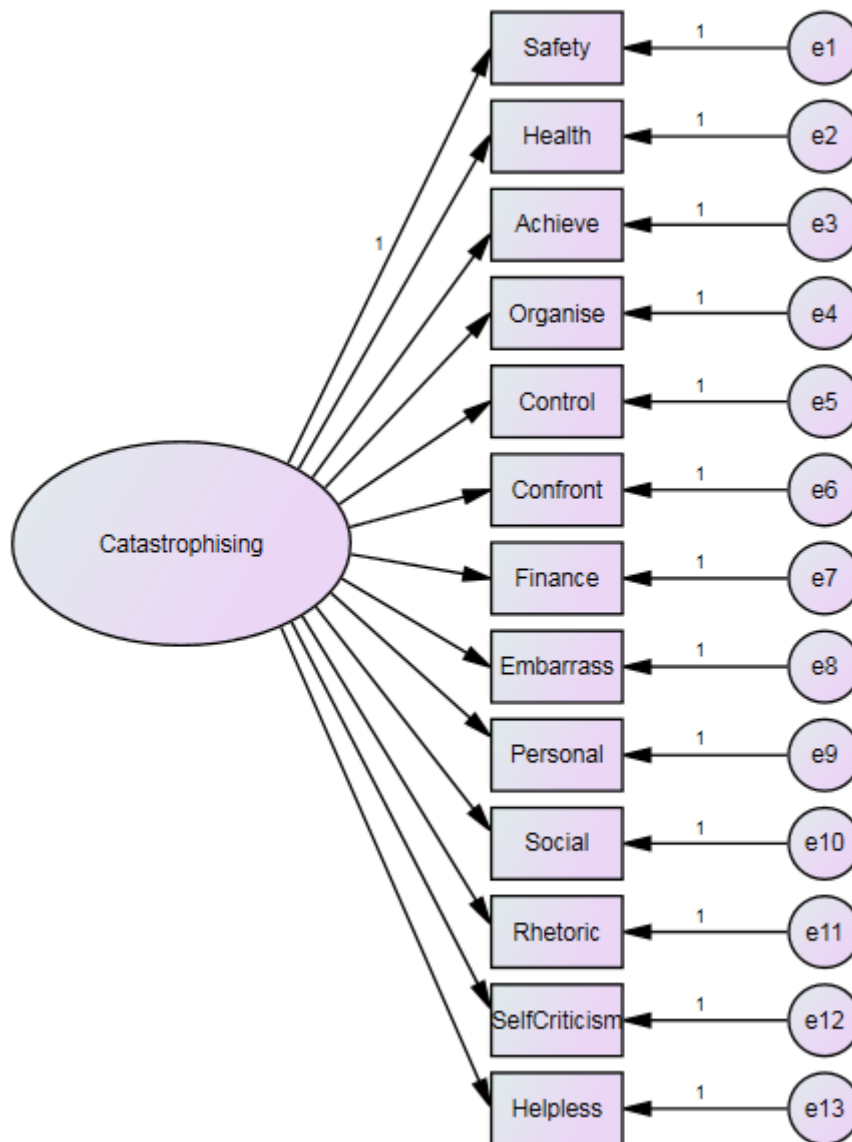 Safety
1
e1
Health
1
e2
Achieve
1
e3
1
Organise
1
e4
Control
1
e5
Confront
1
e6
Catastrophising
Finance
1
e7
Embarrass
1
e8
Personal
1
e9
Social
1
e10
Rhetoric
1
e11
SelfCriticism
1
e12
Helpless
1
e13